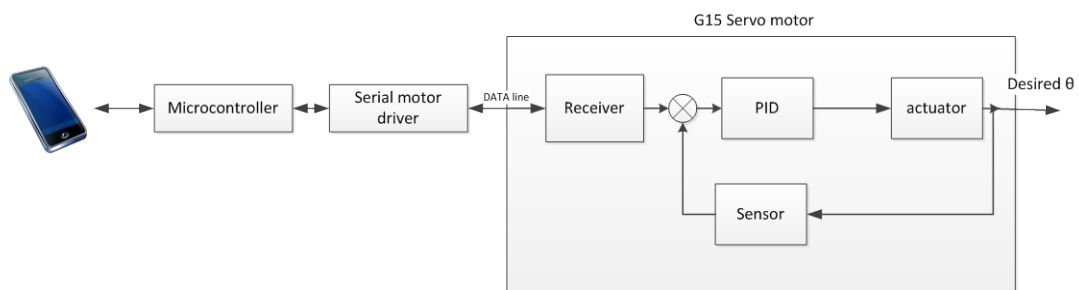 G15 Servo motor
Microcontroller
Serial motor
driver
DATA line
Receiver
PID
actuator
Desired θ
Sensor